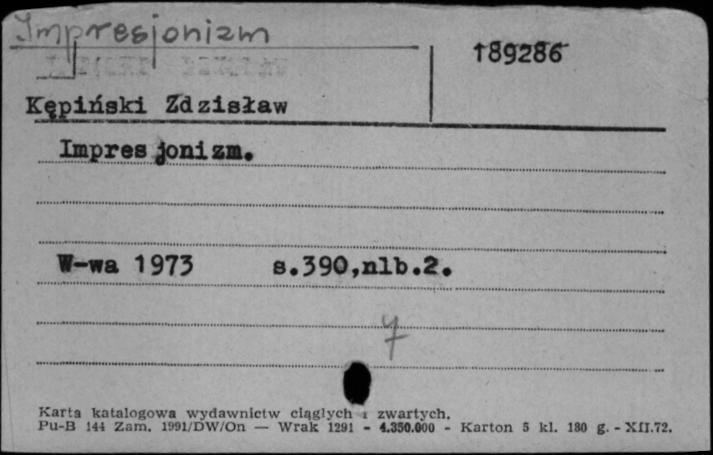 Impresjonizm
189286
Kępiński Zdzisław
Impresjonizm.
W-wa 1973 s.390,nlb.2.
7
Karta katalogowa wydawnictw ciągłych i zwartych.
Pu-B 144 Zam. 1991/DW/On — Wrak 1291 - 4.350.000 - Karton 5 kl. 180 g. - XII.72.